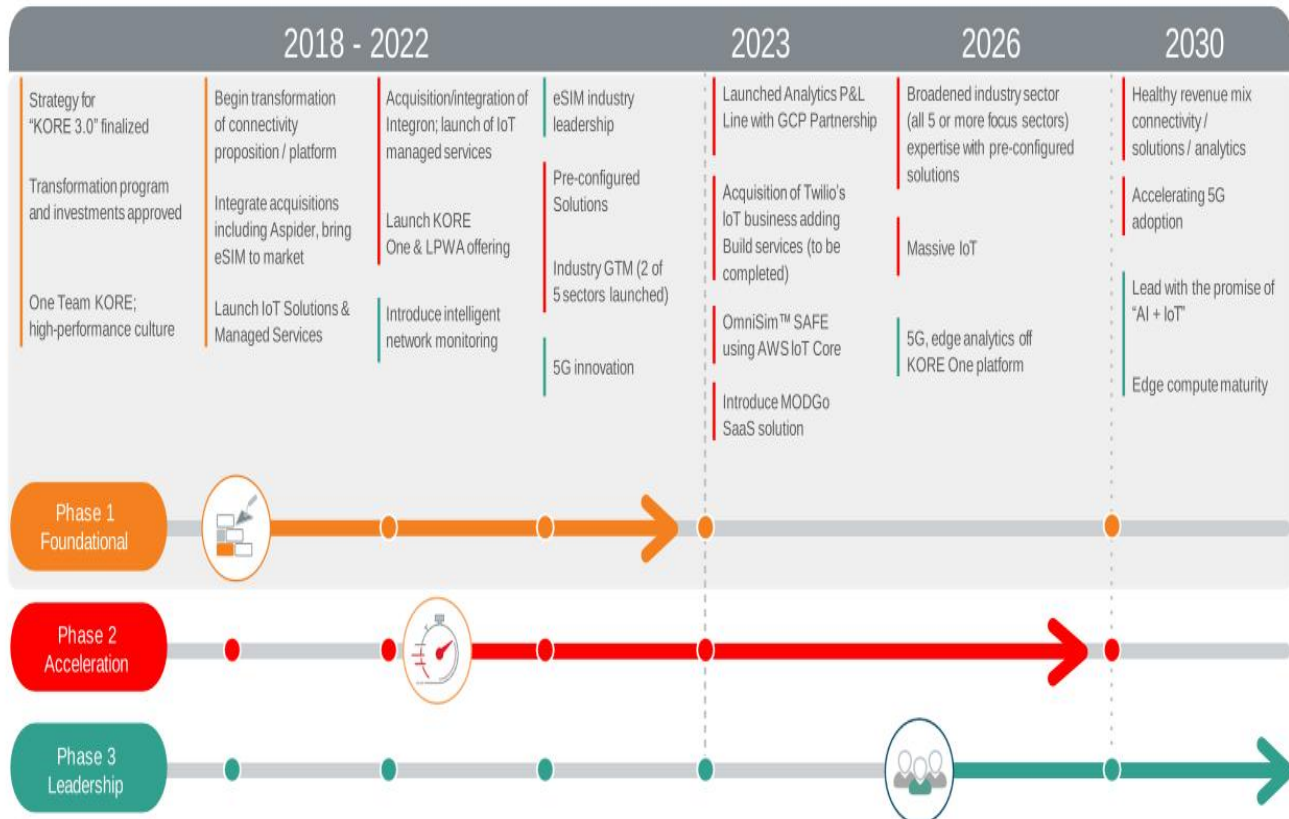 2018 - 2022
2023
2026
2030
Strategy for
“KORE 3.0” finalized
Transformation program
and investments approved
One Team KORE;
high-performance culture
Begin transformation
of connectivity
proposition / platform
Integrate acquisitions
including Aspider, bring
eSIM to market
Launch IoT Solutions &
Managed Services
Acquisition/integration of
Integron; launch of IoT
managed services
Launch KORE
One & LPWA offering
Introduce intelligent
network monitoring
eSIM industry
leadership
Pre-configured
Solutions
Industry GTM (2 of
5 sectors launched)
5G innovation
Launched Analytics P&L
Line with GCP Partnership
Acquisition of Twilio’s
IoT business adding
Build services (to be
completed)
OmniSim™ SAFE
using AWS IoT Core
Introduce MODGo
SaaS solution
Broadened industry sector
(all 5 or more focus sectors)
expertise with pre-configured
solutions
Massive IoT
5G, edge analytics off
KORE One platform
Healthy revenue mix
connectivity /
solutions / analytics
Accelerating 5G
adoption
Lead with the promise of
“AI + IoT”
Edge compute maturity
Phase 1
Foundational
Phase 2
Acceleration
Phase 3
Leadership